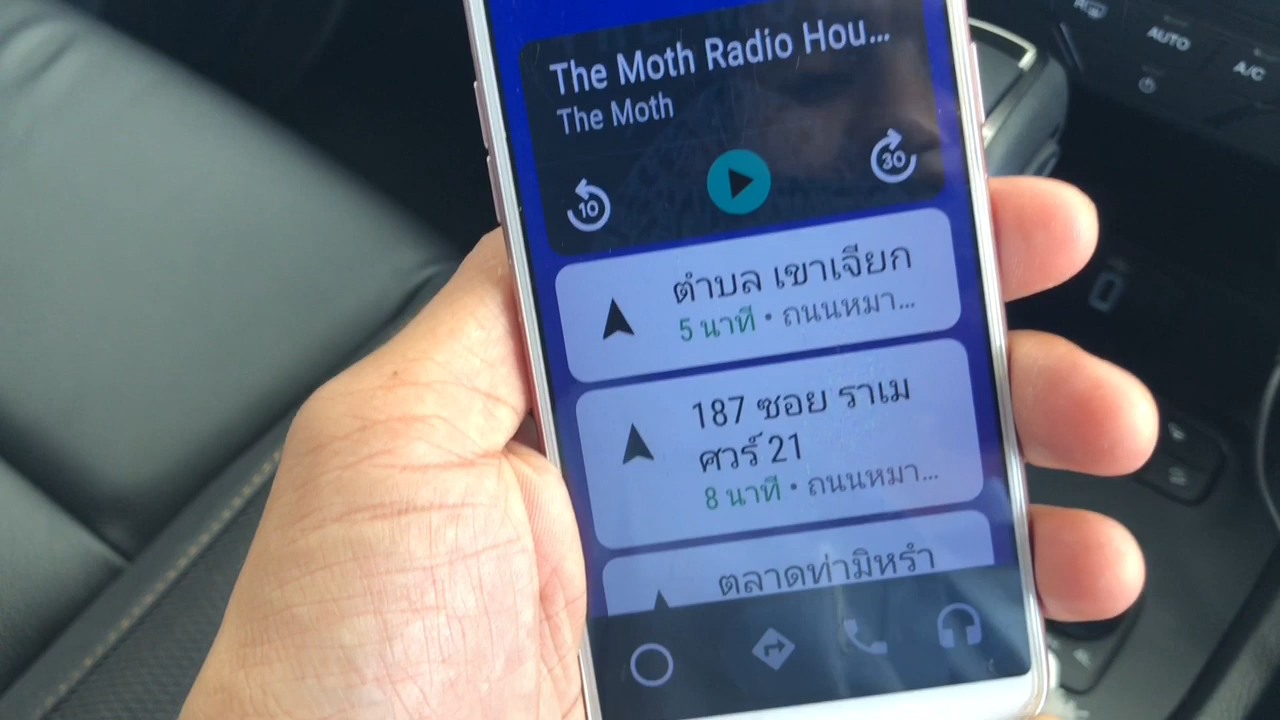 The Moth Radio Hou...
The Moth
10
30
ตำบล เขาเจียก
5 นาที • ถนนหมา...
187 ซอย ราเม
ศวร์ 21
8 นาที • ถนนหมา...
ตลาดท่ามิหรำ
AUTO
A/C